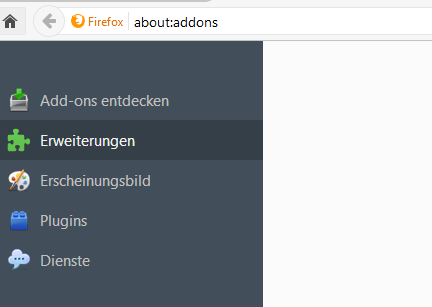 Firefox about:addons
Add-ons entdecken
Erweiterungen
Erscheinungsbild
Plugins
Dienste